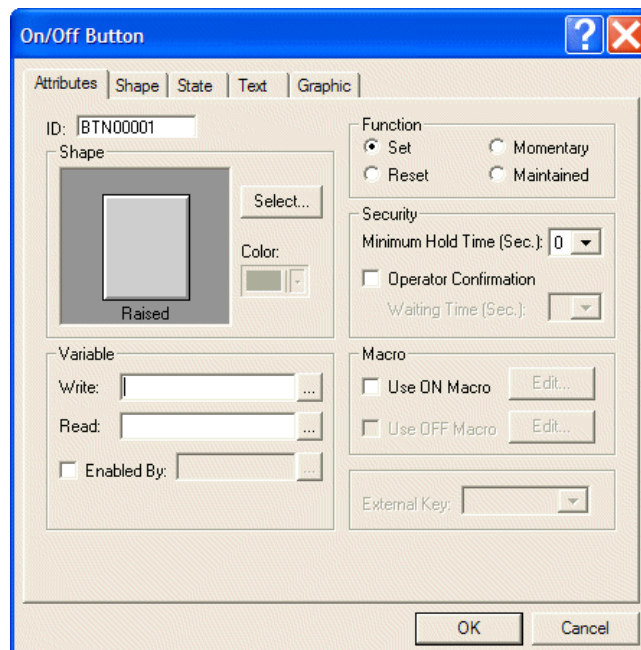 On/Off Button
Attributes Shape State Text Graphic
ID: BTN00001
Shape
Select...
Color:
Raised
Variable
Write: ...
Read: ...
Enabled By: ...
Function
Set Momentary
Reset Maintained
Security
Minimum Hold Time (Sec.): 0
Operator Confirmation
Waiting Time (Sec.):
Macro
Use ON Macro Edit...
Use OFF Macro Edit...
External Key:
OK Cancel